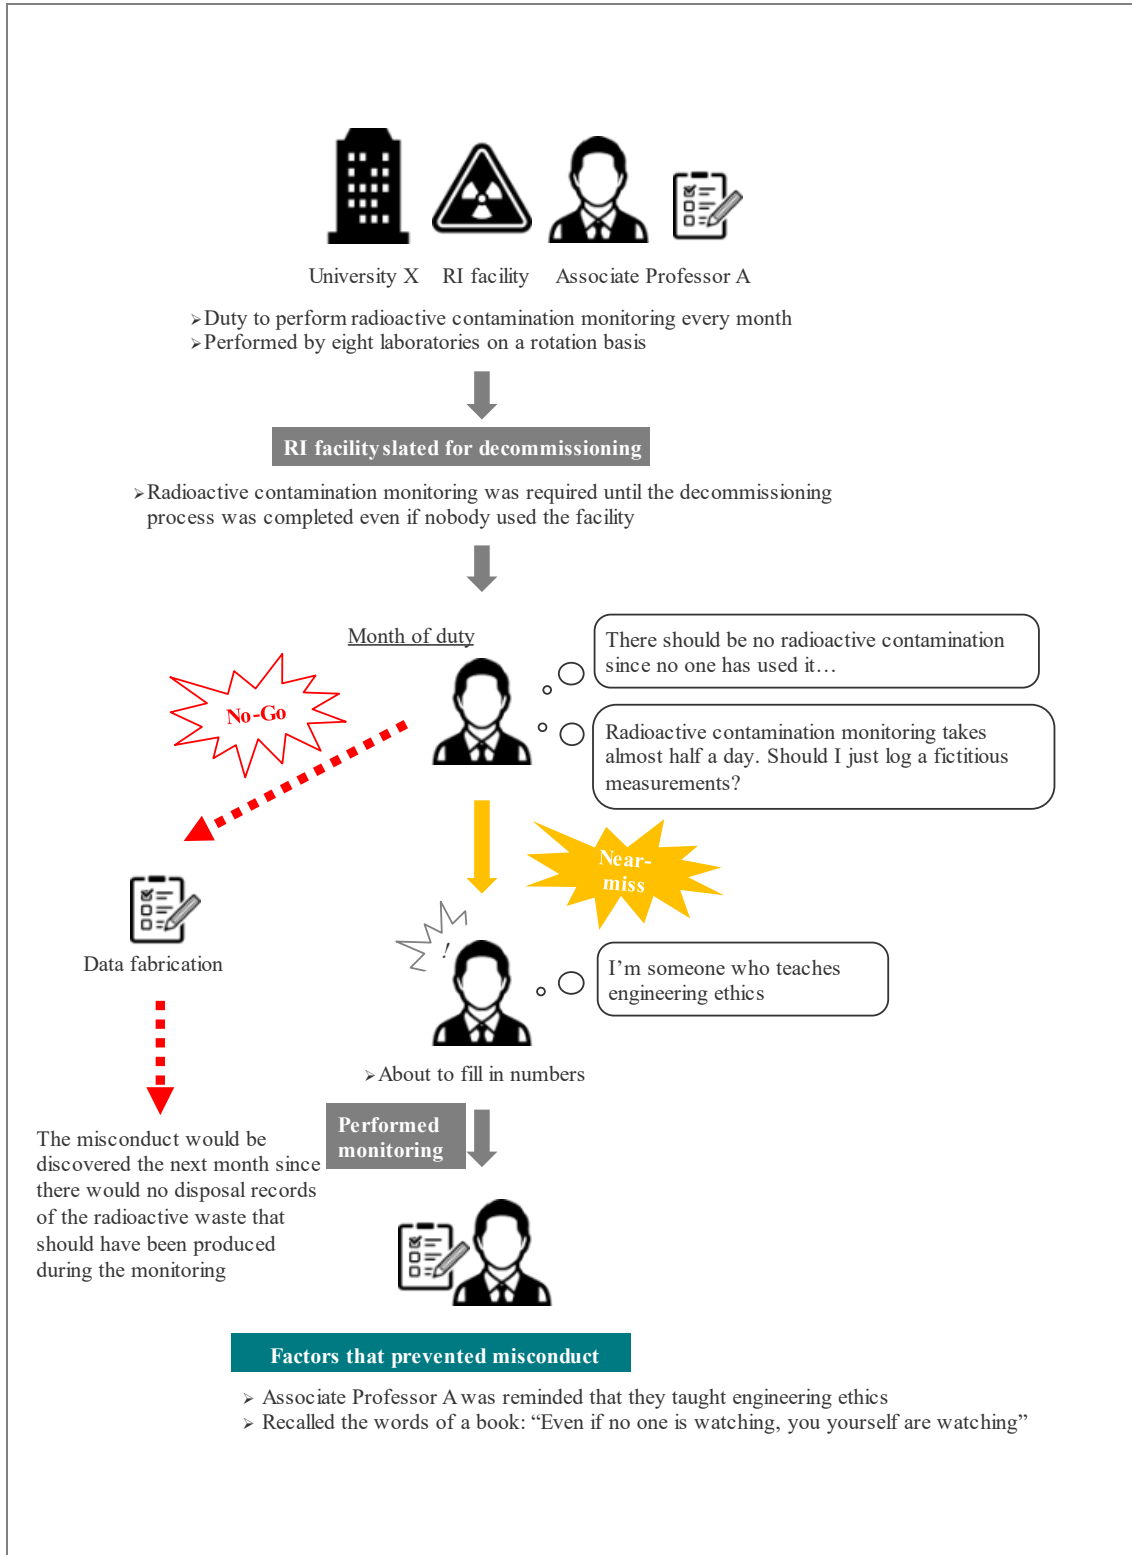 University X
RI facility
Associate Professor A
➢Duty to perform radioactive contamination monitoring every month
➢Performed by eight laboratories on a rotation basis
RI facility slated for decommissioning
➢Radioactive contamination monitoring was required until the decommissioning
process was completed even if nobody used the facility
Month of duty
There should be no radioactive contamination
since no one has used it…
No-Go
Radioactive contamination monitoring takes
almost half a day. Should I just log a fictitious
measurements?
Near-
miss
!
Data fabrication
I'm someone who teaches
engineering ethics
➢About to fill in numbers
Performed
monitoring
The misconduct would be
discovered the next month since
there would no disposal records
of the radioactive waste that
should have been produced
during the monitoring
Factors that prevented misconduct
➢ Associate Professor A was reminded that they taught engineering ethics
➢ Recalled the words of a book: “Even if no one is watching, you yourself are watching”